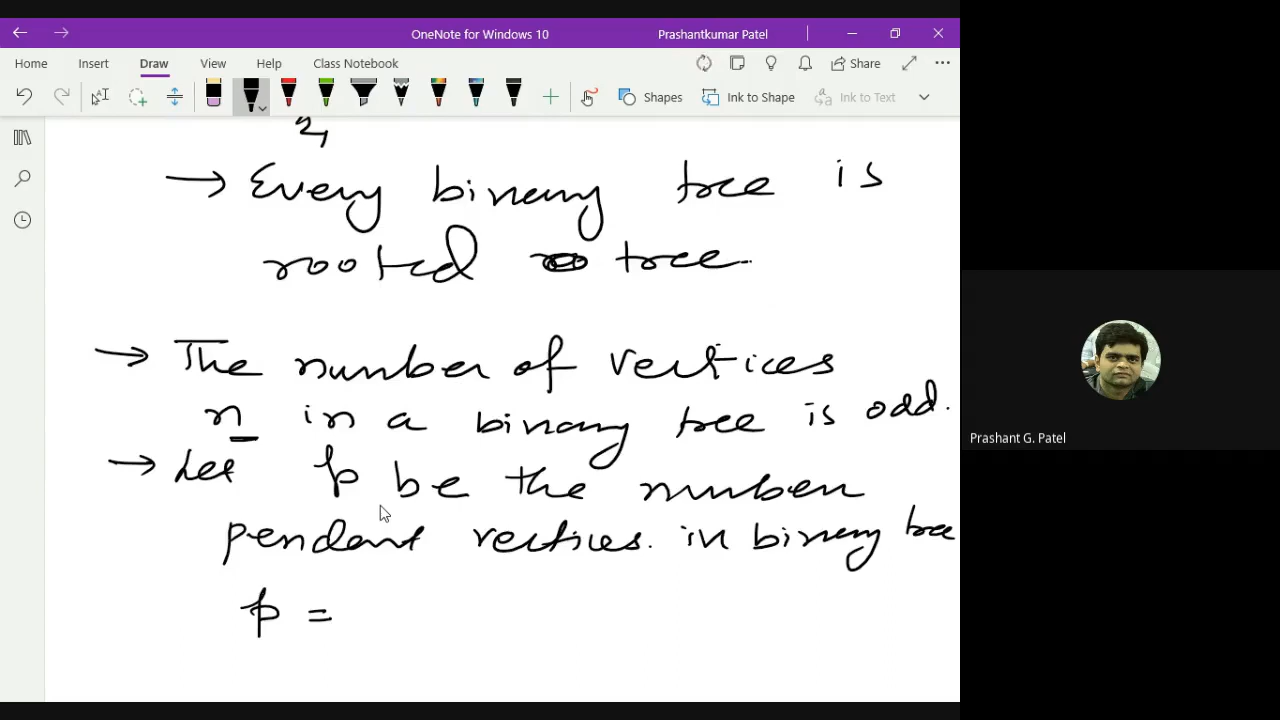 OneNote for Windows 10
Prashantkumar Patel
Home Insert Draw View Help Class Notebook
Share
Shapes Ink to Shape Ink to Text
→ Every binary tree is
rooted tree.
→ The number of vertices
n in a binary tree is odd.
→ Let p be the number
pendant vertices. in binary tree
p =
Prashant G. Patel